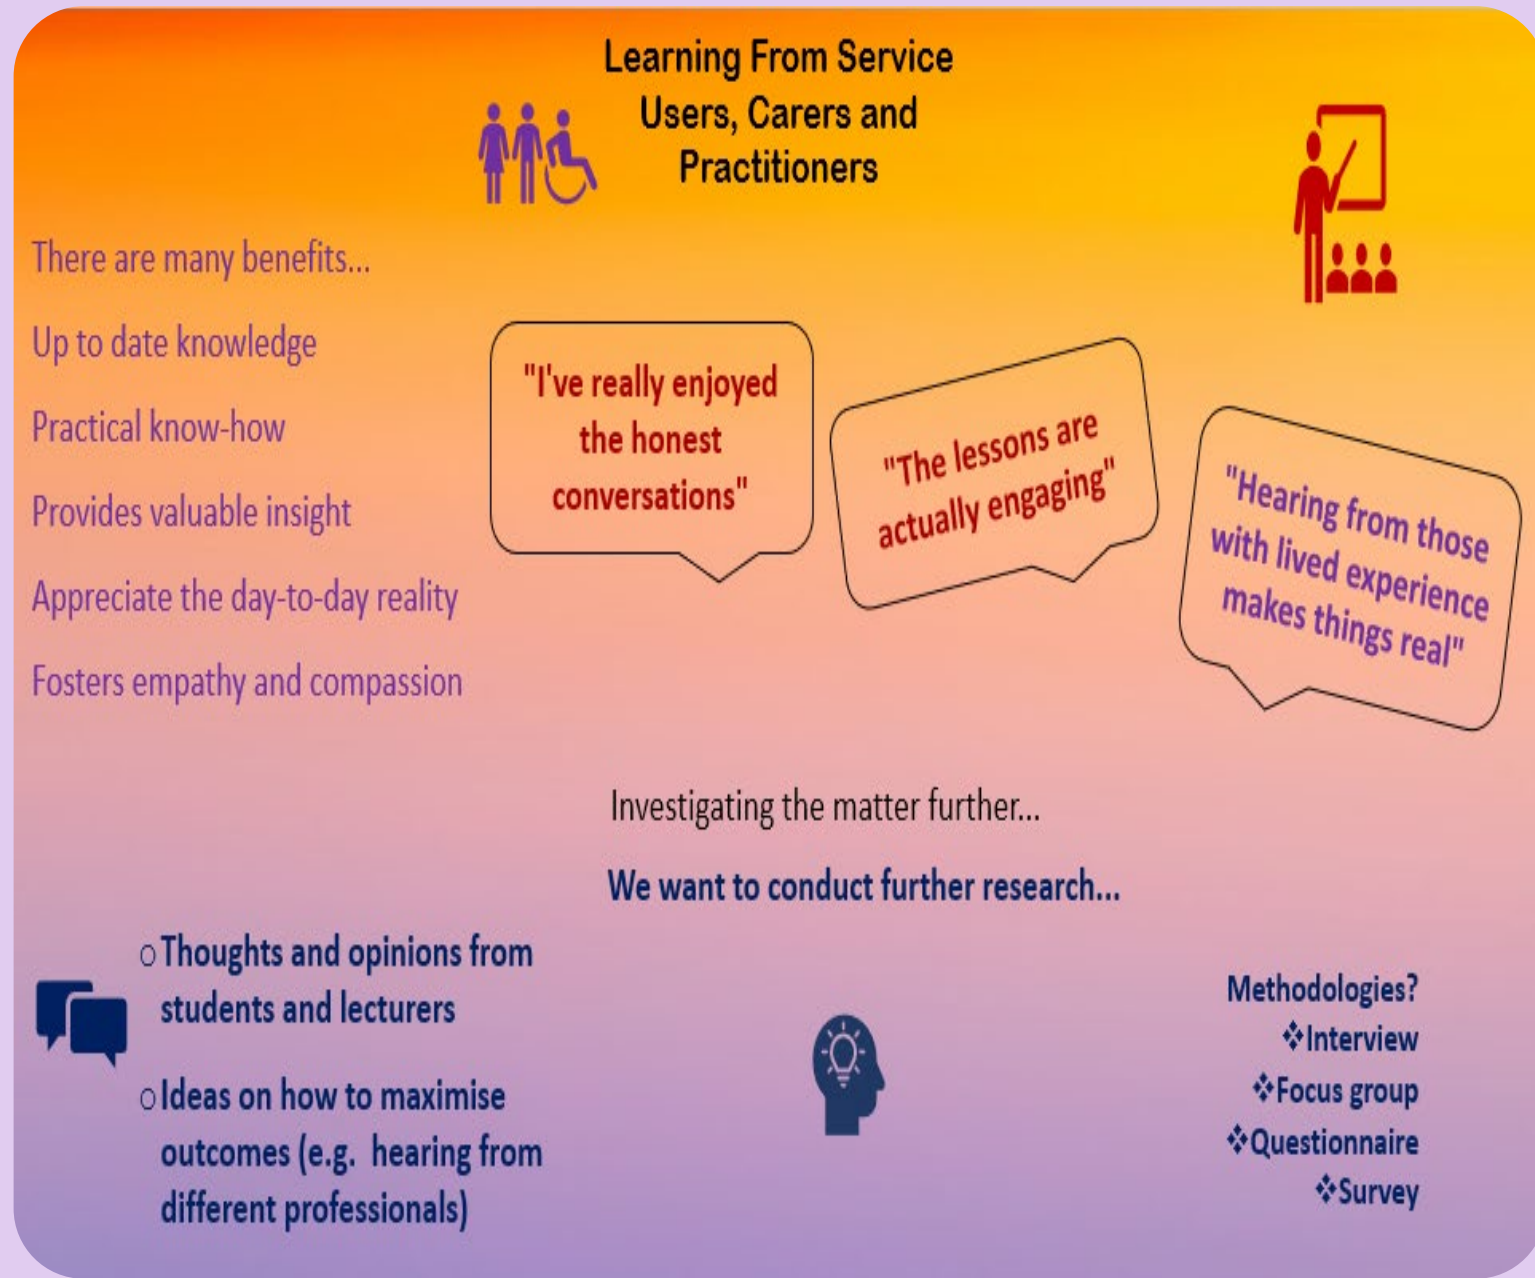 Learning From Service
Users, Carers and
Practitioners
There are many benefits...
Up to date knowledge
Practical know-how
Provides valuable insight
Appreciate the day-to-day reality
Fosters empathy and compassion
"I've really enjoyed
the honest
conversations"
"The lessons are
actually engaging"
"Hearing from those
with lived experience
makes things real"
Investigating the matter further...
We want to conduct further research...
○Thoughts and opinions from
students and lecturers
○Ideas on how to maximise
outcomes (e.g. hearing from
different professionals)
Methodologies?
❖Interview
❖Focus group
❖Questionnaire
❖Survey